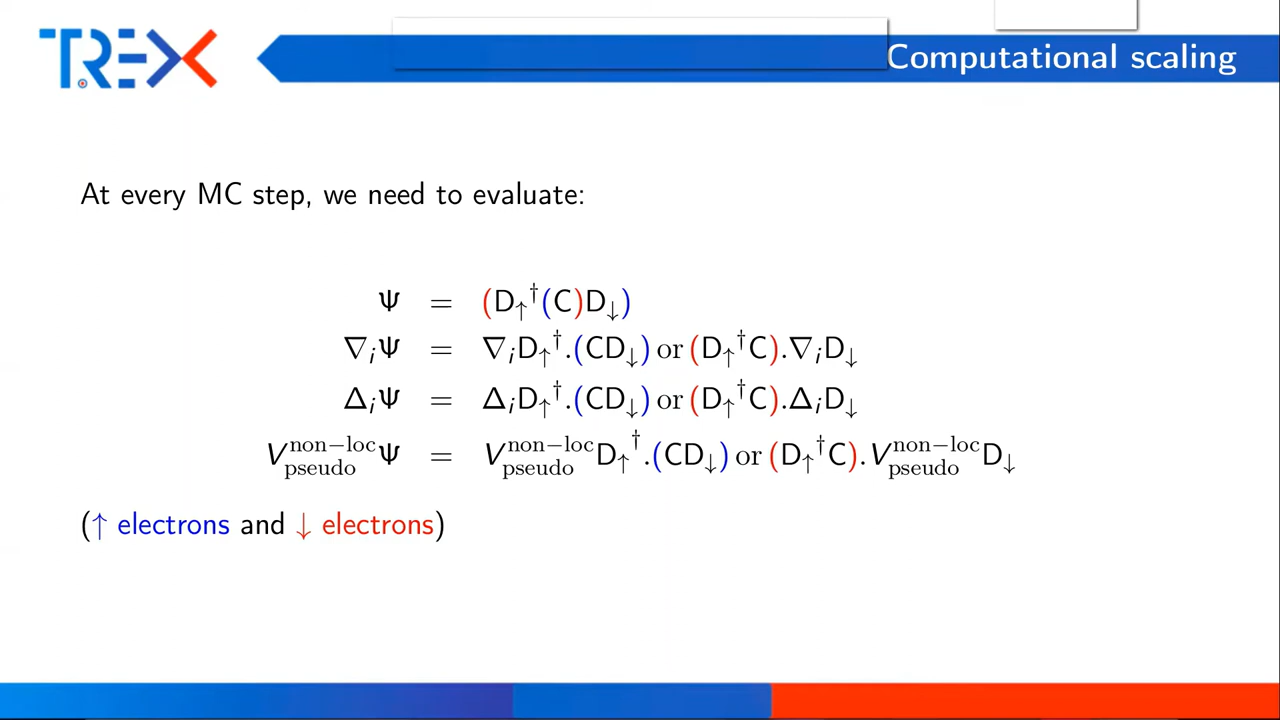 TREX
Computational scaling
At every MC step, we need to evaluate:
Ψ = (D↑†(C)D↓)
∇ᵢΨ = ∇ᵢD↑†.(CD↓) or (D↑†C).∇ᵢD↓
ΔᵢΨ = ΔᵢD↑†.(CD↓) or (D↑†C).ΔᵢD↓
V_pseudo^non−loc Ψ = V_pseudo^non−loc D↑†.(CD↓) or (D↑†C).V_pseudo^non−loc D↓
(↑ electrons and ↓ electrons)